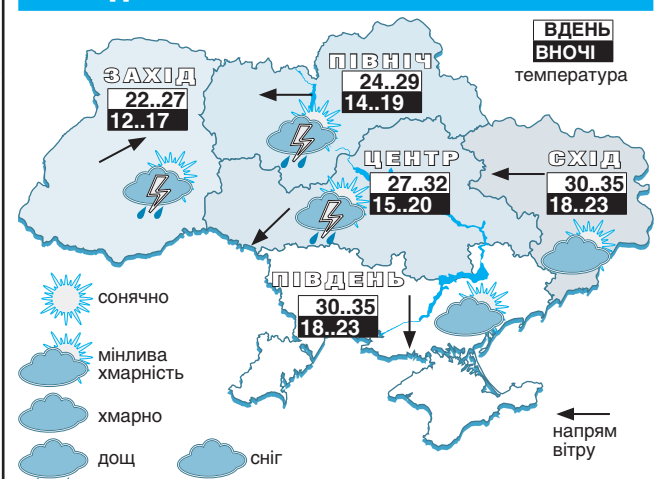 ВДЕНЬ
ВНОЧІ
температура
ЗАХІД
22..27
12..17
ПІВНІЧ
24..29
14..19
ЦЕНТР
27..32
15..20
СХІД
30..35
18..23
ПІВДЕНЬ
30..35
18..23
сонячно
мінлива
хмарність
хмарно
дощ
сніг
напрям
вітру